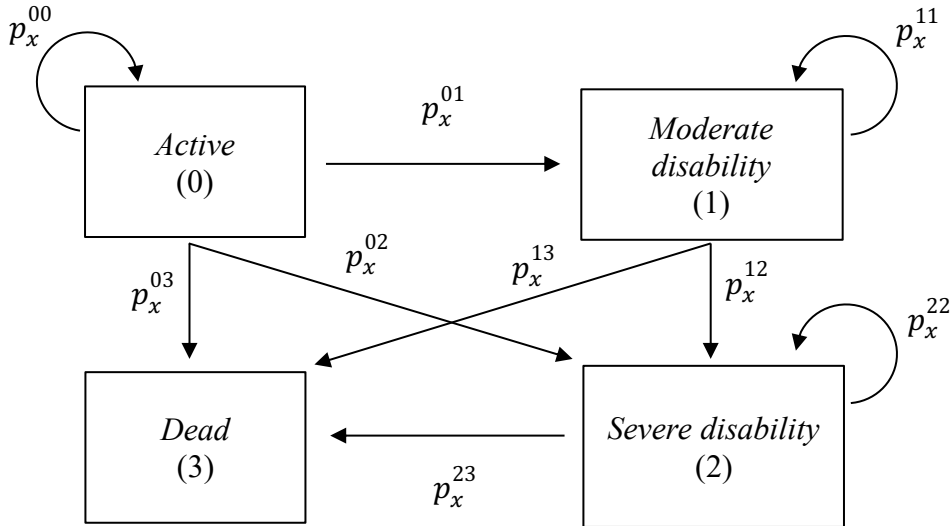 p_x^{00}
p_x^{11}
Active
(0)
p_x^{01}
Moderate
disability
(1)
p_x^{03}
p_x^{02}
p_x^{13}
p_x^{12}
p_x^{22}
Dead
(3)
p_x^{23}
Severe disability
(2)